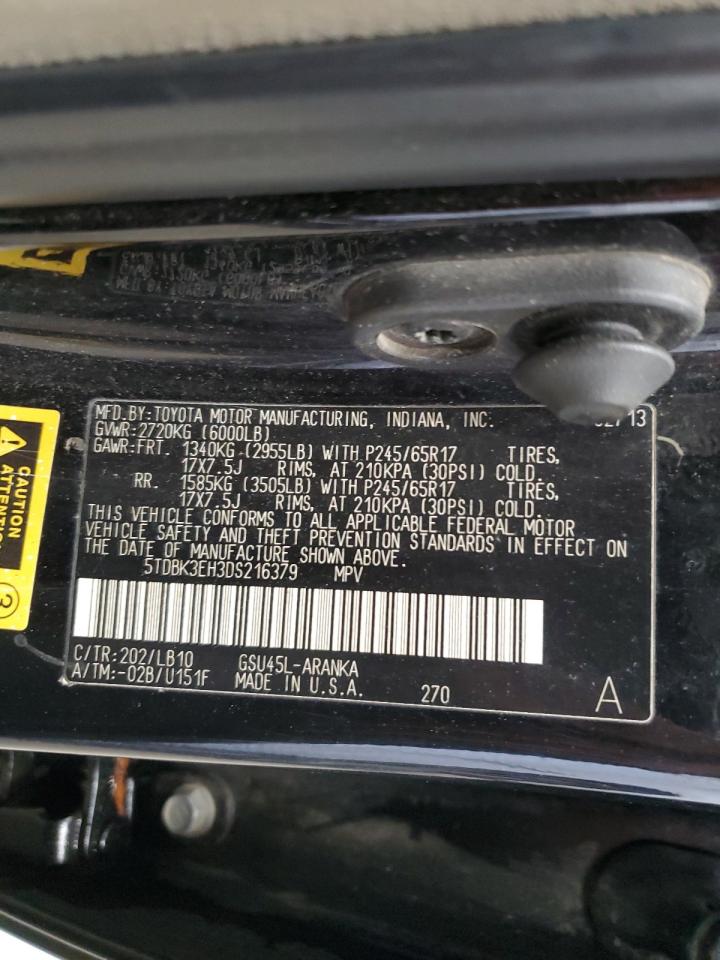 MFD.BY:TOYOTA MOTOR MANUFACTURING, INDIANA, INC. 02/13
GVWR:2720KG (6000LB)
GAWR:FRT. 1340KG (2955LB) WITH P245/65R17 TIRES,
17X7.5J RIMS, AT 210KPA (30PSI) COLD.
RR. 1585KG (3505LB) WITH P245/65R17 TIRES,
17X7.5J RIMS, AT 210KPA (30PSI) COLD.
THIS VEHICLE CONFORMS TO ALL APPLICABLE FEDERAL MOTOR
VEHICLE SAFETY AND THEFT PREVENTION STANDARDS IN EFFECT ON
THE DATE OF MANUFACTURE SHOWN ABOVE.
5TDBK3EH3DS216379 MPV
C/TR:202/LB10 GSU45L-ARANKA
A/TM:-02B/U151F MADE IN U.S.A. 270 A
CAUTION
ATTENTION
3